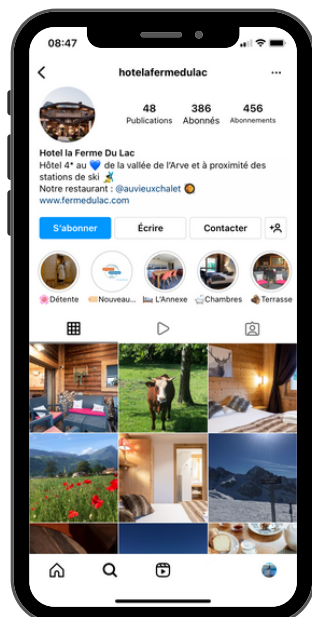 08:47
hotelafermedulac
48 386 456
Publications Abonnés Abonnements
Hotel la Ferme Du Lac
Hôtel 4* au 💙 de la vallée de l'Arve et à proximité des
stations de ski
Notre restaurant : @auvieuxchalet 🥘
www.fermedulac.com
S'abonner Écrire Contacter
🌸Détente Nouveau... 🛏️ L'Annexe 🛁Chambres Terrasse